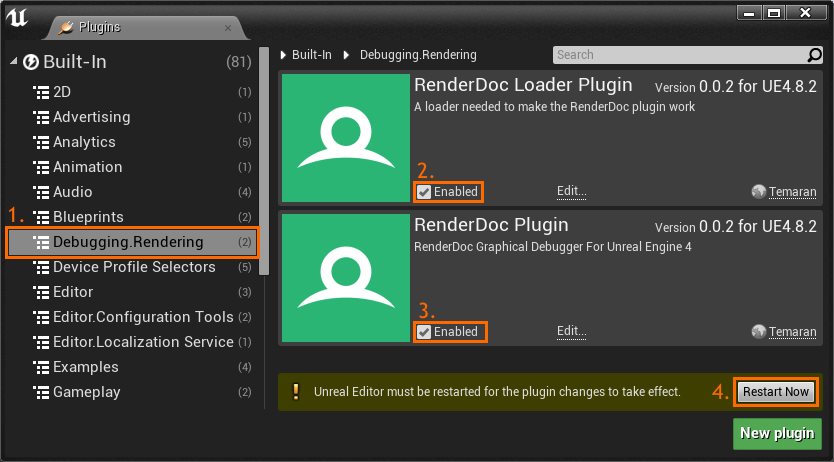 Plugins
Built-In (81)
2D (1)
Advertising (1)
Analytics (5)
Animation (1)
Audio (4)
1. Blueprints (2)
Debugging.Rendering (2)
Device Profile Selectors (5)
Editor (3)
Editor.Configuration Tools (2)
Editor.Localization Service (1)
Examples (4)
Gameplay (2)
Built-In Debugging.Rendering Search
RenderDoc Loader Plugin Version 0.0.2 for UE4.8.2
A loader needed to make the RenderDoc plugin work
2.
Enabled Edit... Temaran
RenderDoc Plugin Version 0.0.2 for UE4.8.2
RenderDoc Graphical Debugger For Unreal Engine 4
3.
Enabled Edit... Temaran
! Unreal Editor must be restarted for the plugin changes to take effect. 4. Restart Now
New plugin